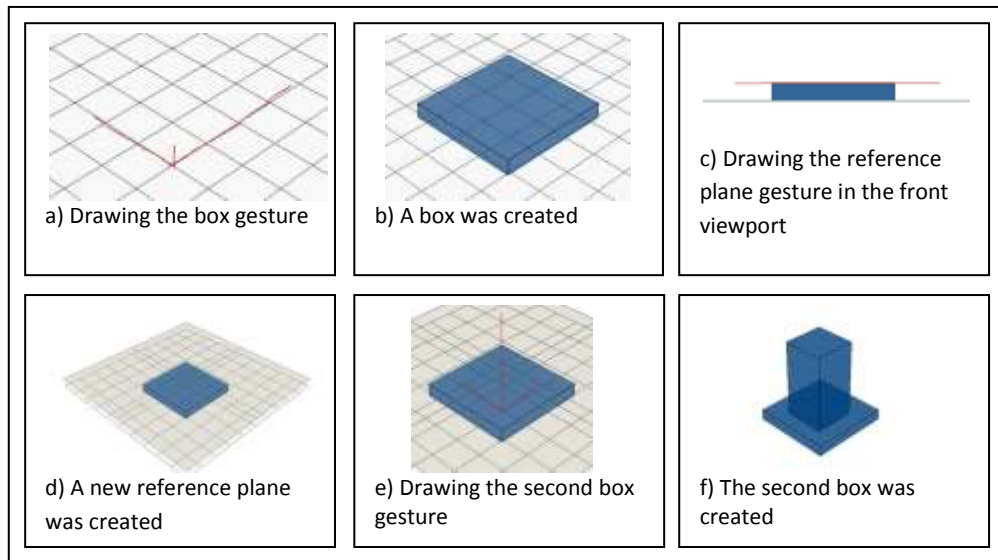 a) Drawing the box gesture
b) A box was created
c) Drawing the reference
plane gesture in the front
viewport
d) A new reference plane
was created
e) Drawing the second box
gesture
f) The second box was
created